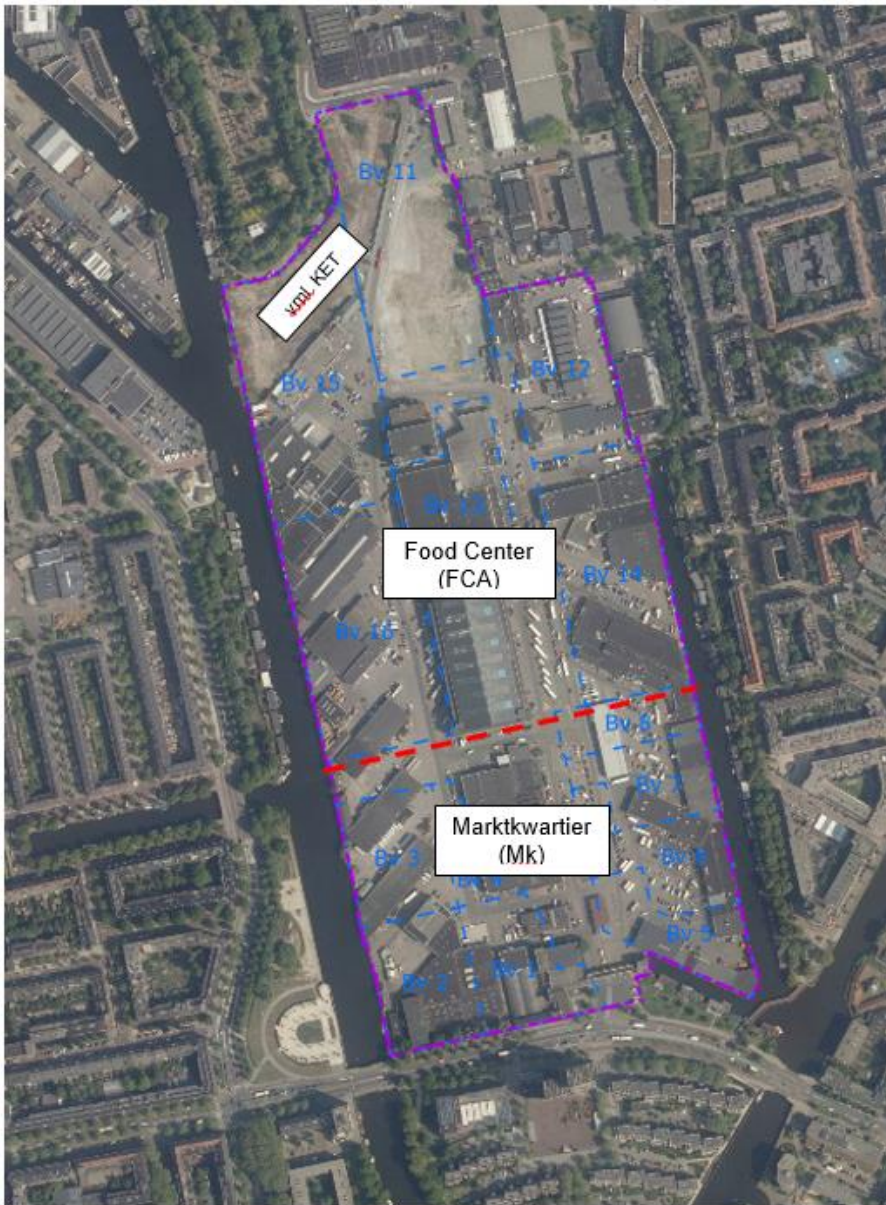 Bv 11
vml KET
Bv 15
Bv 12
Bv 13
Food Center
(FCA)
Bv 14
Bv 16
Bv 8
Bv 7
Marktkwartier
(Mk)
Bv 3
Bv 6
Bv 5
Bv 2
Bv 1